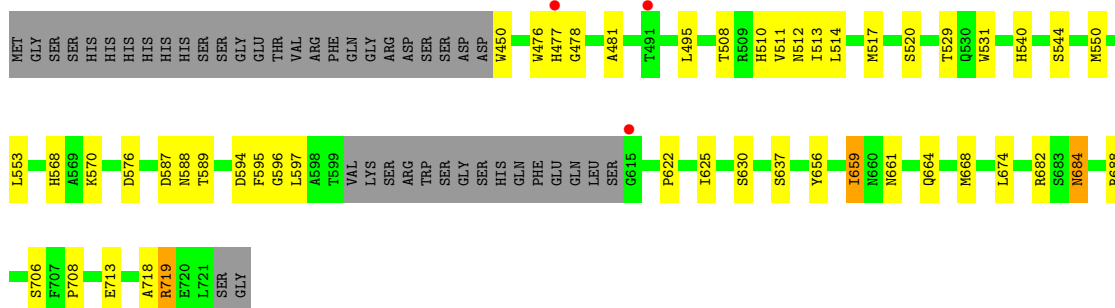 MET GLY SER SER HIS HIS HIS HIS HIS HIS SER SER GLY GLU THR VAL ARG PHE GLN GLY ARG ASP SER SER ASP ASP W450 W476 H477 G478 A481 T491 L495 T508 R509 H510 V511 N512 I513 L514 M517 S520 T529 Q530 W531 H540 S544 M550
L553 H568 A569 K570 D576 D587 N588 T589 D594 F595 G596 L597 A598 T599 VAL LYS SER ARG TRP SER GLY SER HIS GLN PHE GLU GLN LEU SER G615 P622 I625 S630 S637 Y656 I659 N660 N661 Q664 M668 L674 R682 S683 N684
S706 F707 P708 E713 A718 R719 E720 L721 SER GLY